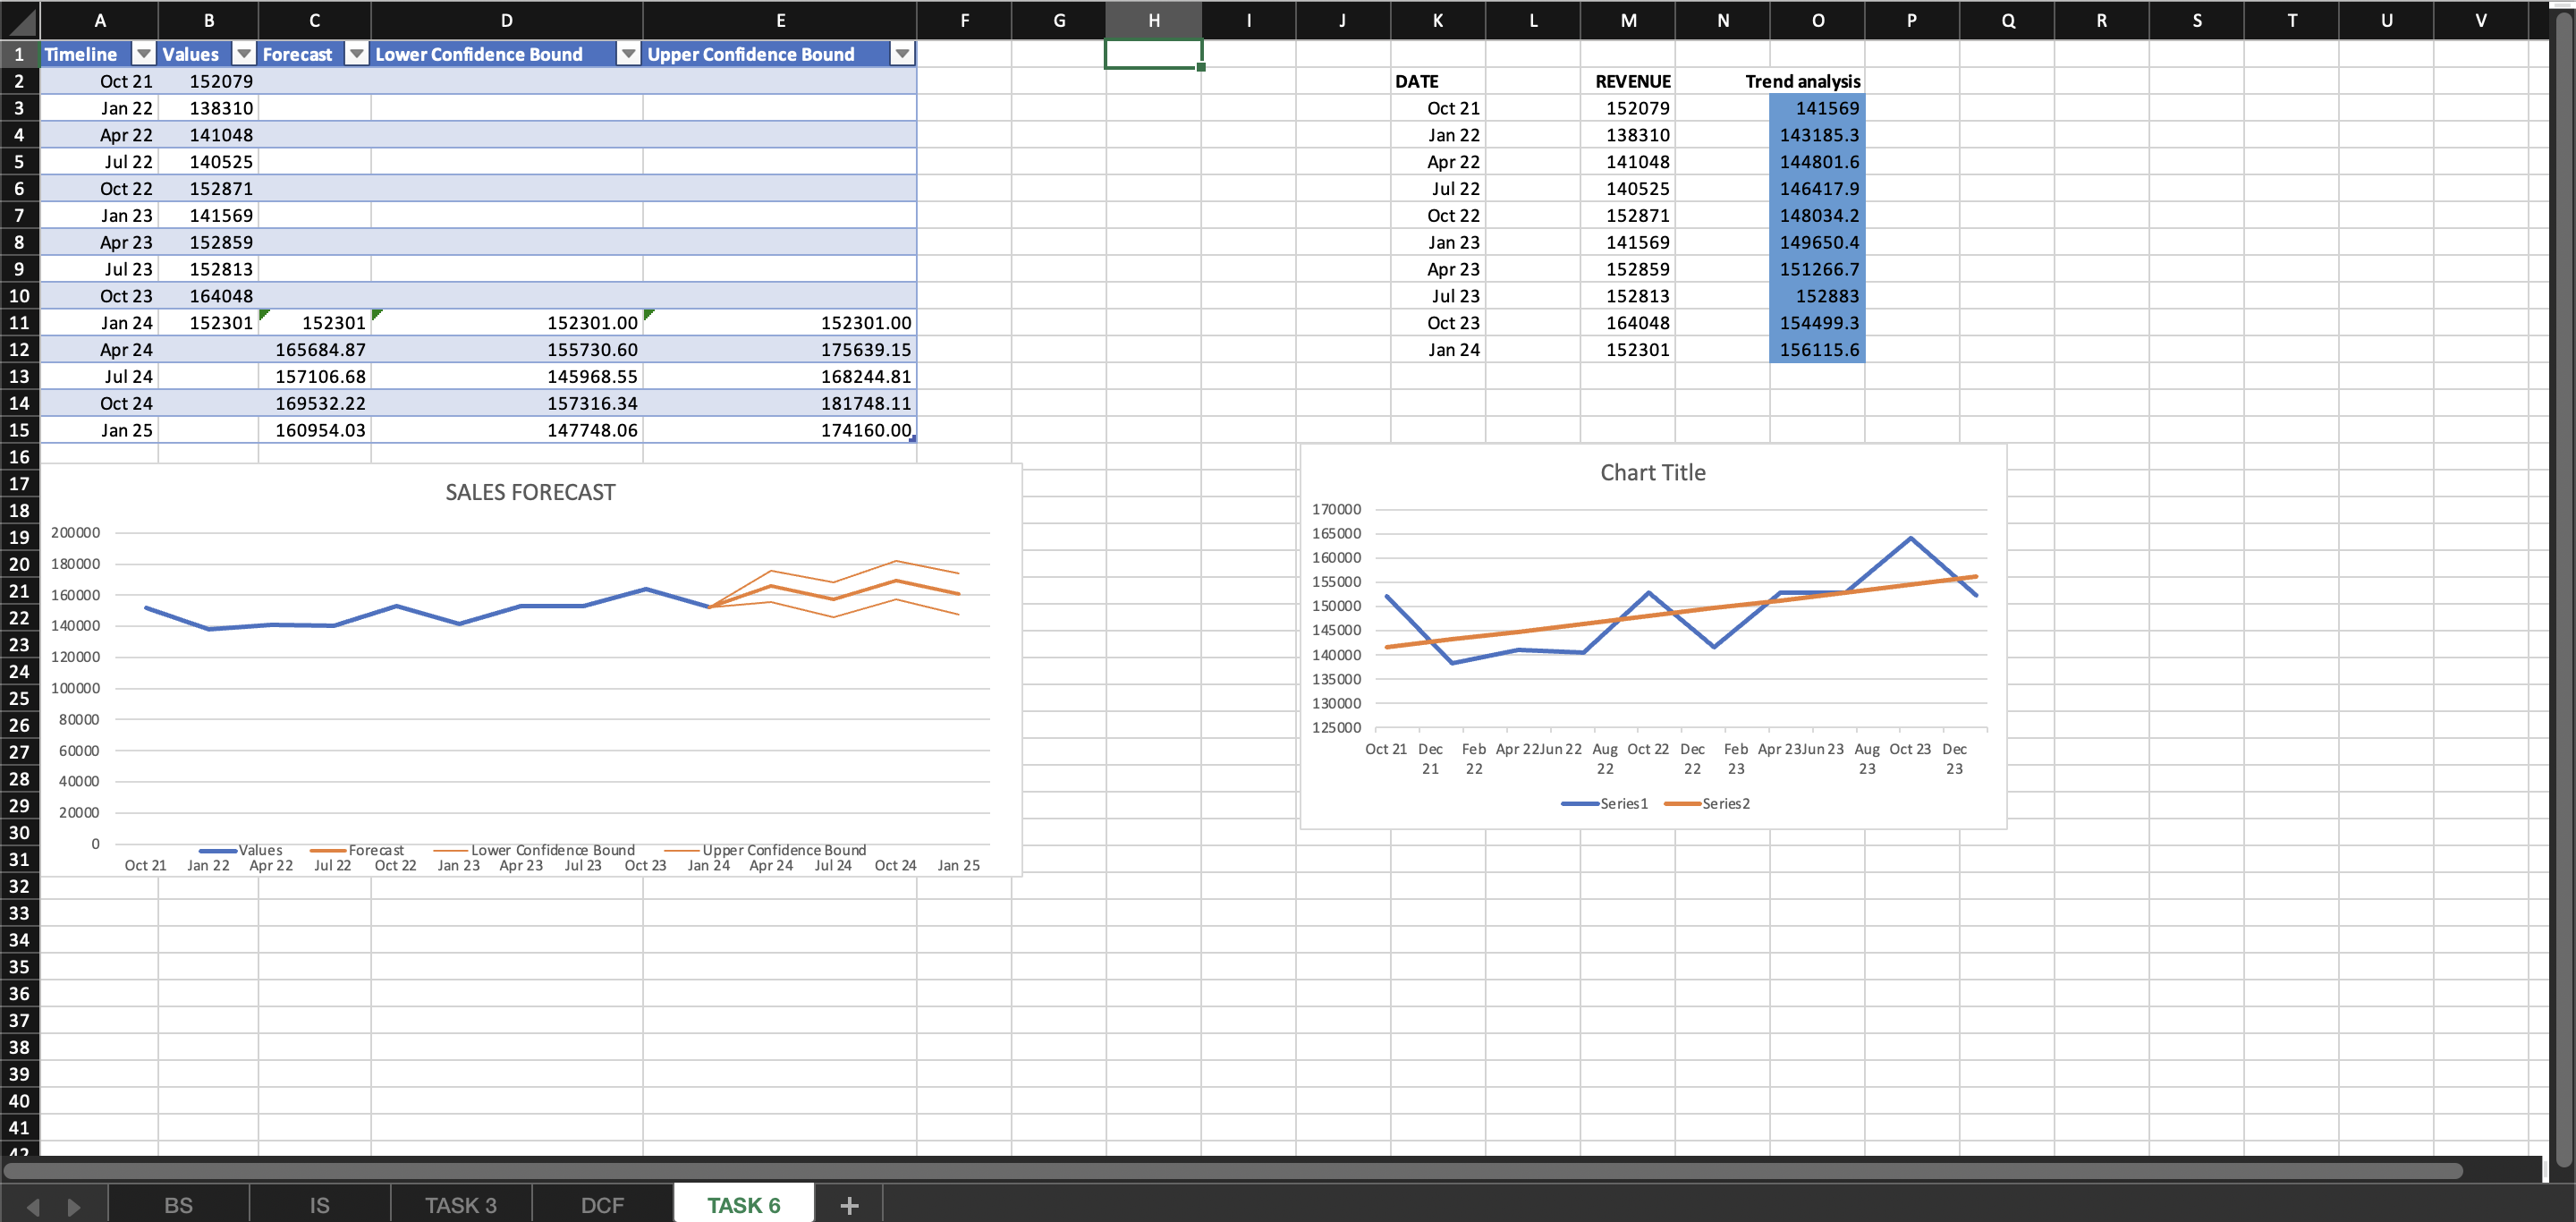 A B C D E F G H I J K L M N O P Q R S T U V
1 Timeline Values Forecast Lower Confidence Bound Upper Confidence Bound
2 Oct 21 152079 DATE REVENUE Trend analysis
3 Jan 22 138310 Oct 21 152079 141569
4 Apr 22 141048 Jan 22 138310 143185.3
5 Jul 22 140525 Apr 22 141048 144801.6
6 Oct 22 152871 Jul 22 140525 146417.9
7 Jan 23 141569 Oct 22 152871 148034.2
8 Apr 23 152859 Jan 23 141569 149650.4
9 Jul 23 152813 Apr 23 152859 151266.7
10 Oct 23 164048 Jul 23 152813 152883
11 Jan 24 152301 152301 152301.00 152301.00 Oct 23 164048 154499.3
12 Apr 24 165684.87 155730.60 175639.15 Jan 24 152301 156115.6
13 Jul 24 157106.68 145968.55 168244.81
14 Oct 24 169532.22 157316.34 181748.11
15 Jan 25 160954.03 147748.06 174160.00
16
17
18
19
20
21
22
23
24
25
26
27
28
29
30
31
32
33
34
35
36
37
38
39
40
41
42
SALES FORECAST
200000
180000
160000
140000
120000
100000
80000
60000
40000
20000
0
Values Forecast Lower Confidence Bound Upper Confidence Bound
Oct 21 Jan 22 Apr 22 Jul 22 Oct 22 Jan 23 Apr 23 Jul 23 Oct 23 Jan 24 Apr 24 Jul 24 Oct 24 Jan 25
Chart Title
170000
165000
160000
155000
150000
145000
140000
135000
130000
125000
Oct 21 Dec Feb Apr 22 Jun 22 Aug Oct 22 Dec Feb Apr 23 Jun 23 Aug Oct 23 Dec
21 22 22 22 23 23 23
Series1 Series2
BS IS TASK 3 DCF TASK 6 +